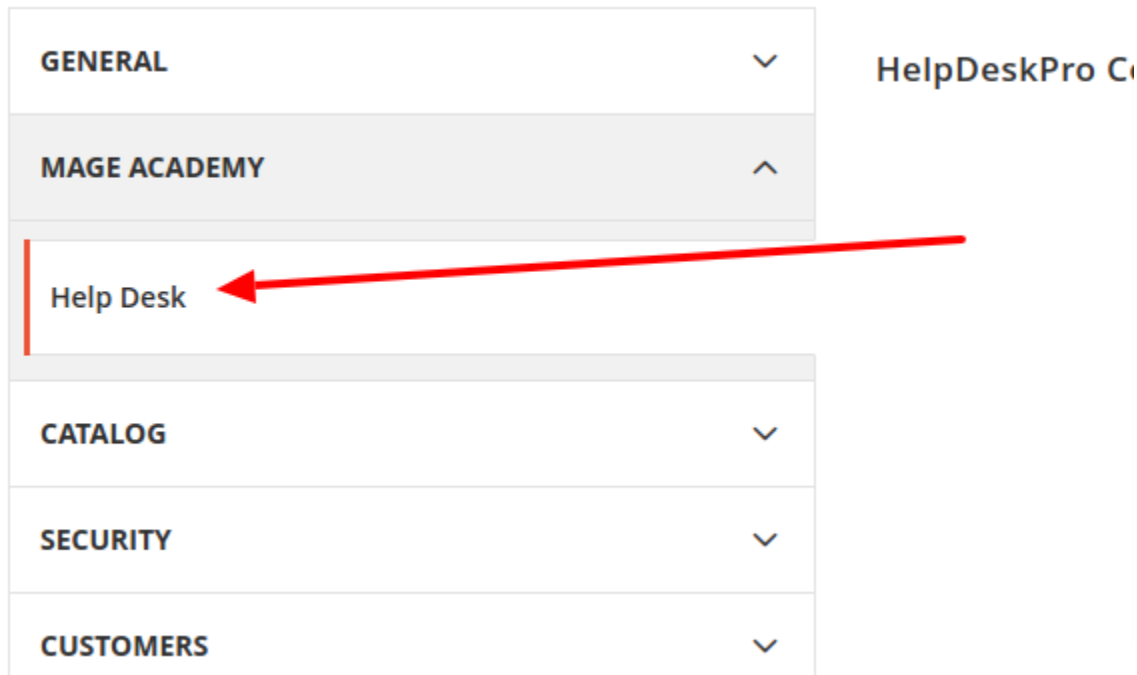 GENERAL
HelpDeskPro
MAGE ACADEMY
Help Desk
CATALOG
SECURITY
CUSTOMERS